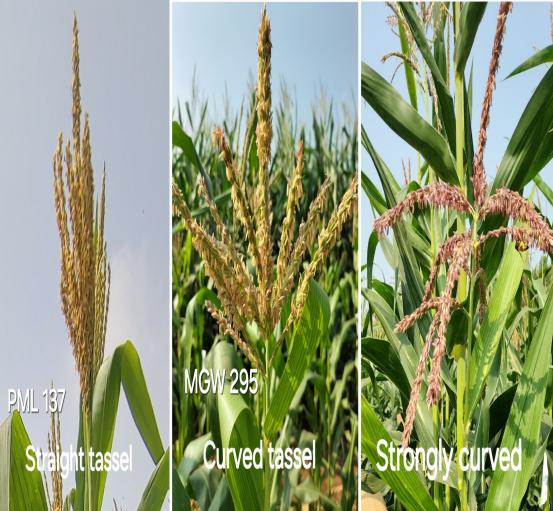 PML 137
Straight tassel
MGW 295
Curved tassel
Strongly curved